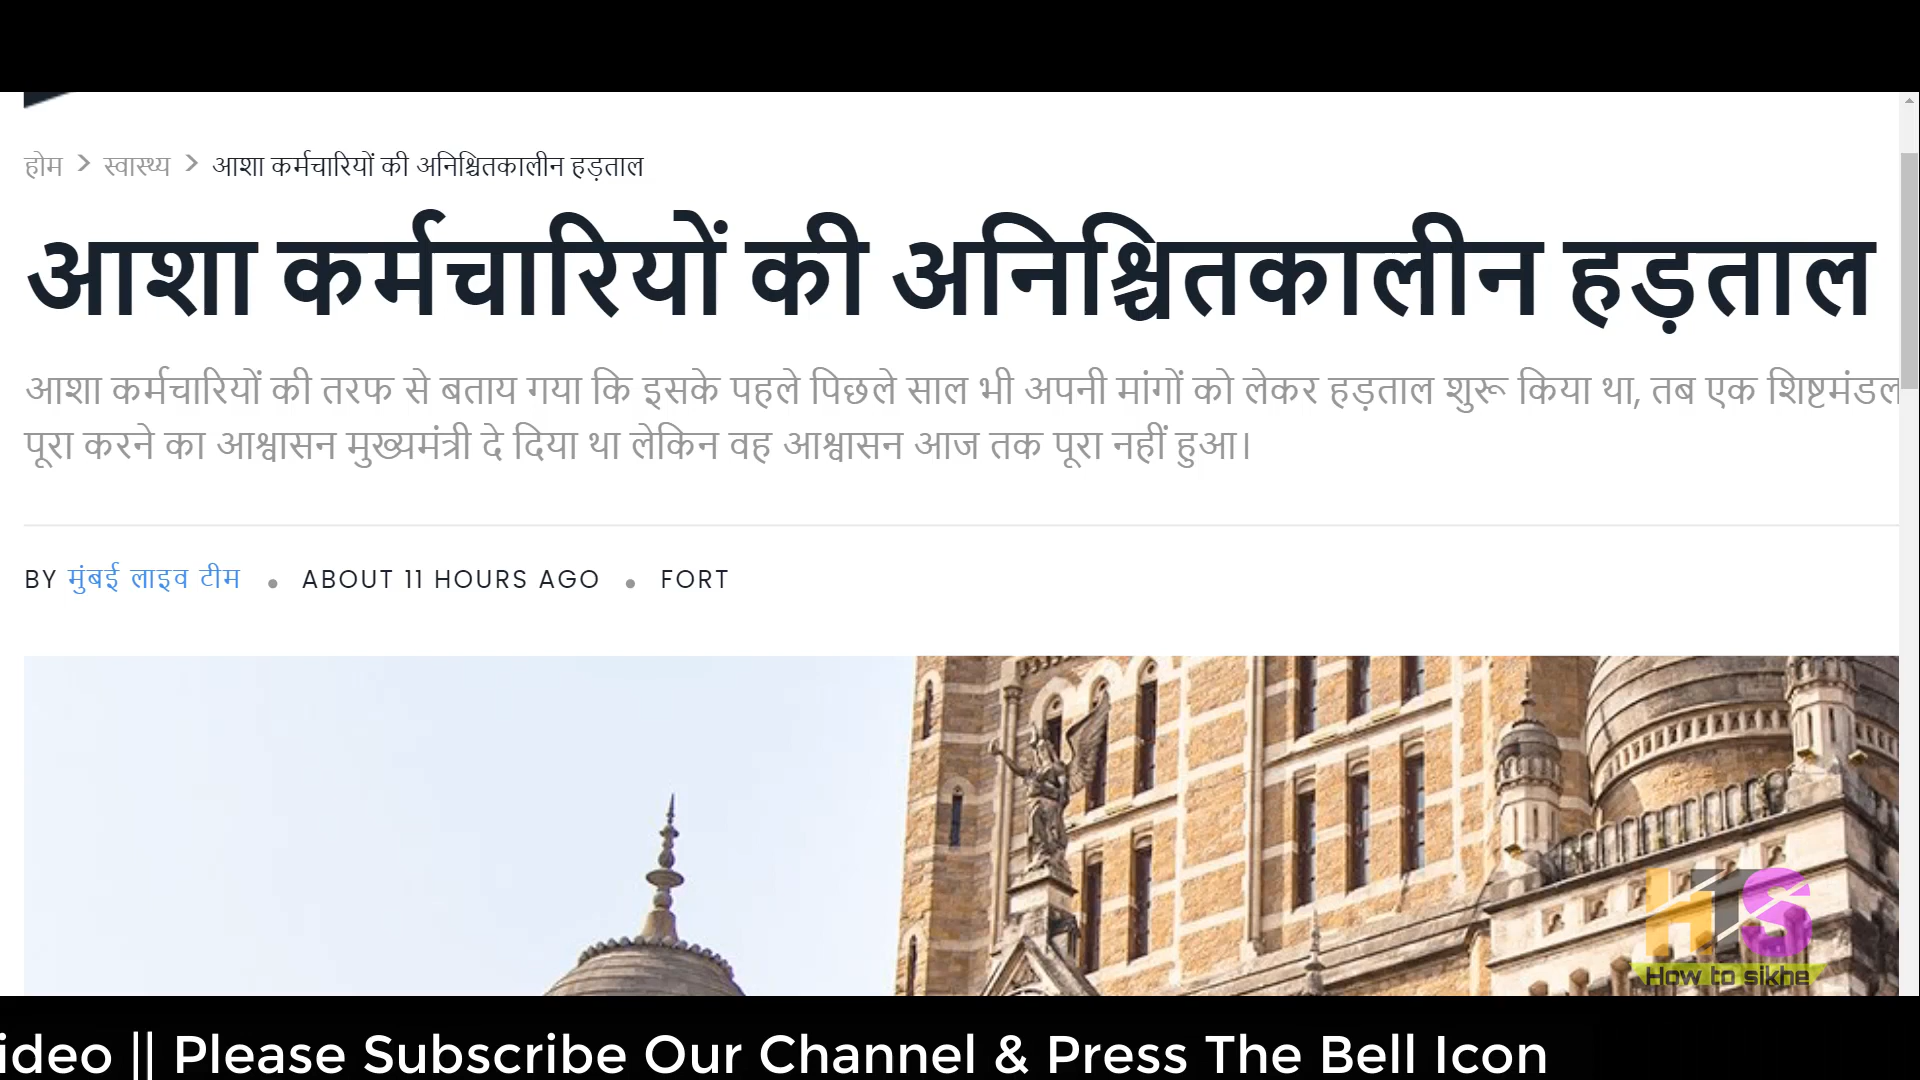 होम > स्वास्थ्य > आशा कर्मचारियों की अनिश्चितकालीन हड़ताल
आशा कर्मचारियों की अनिश्चितकालीन हड़ताल
आशा कर्मचारियों की तरफ से बताय गया कि इसके पहले पिछले साल भी अपनी मांगों को लेकर हड़ताल शुरू किया था, तब एक शिष्टमंडल
पूरा करने का आश्वासन मुख्यमंत्री दे दिया था लेकिन वह आश्वासन आज तक पूरा नहीं हुआ।
BY मुंबई लाइव टीम • ABOUT 11 HOURS AGO • FORT
HTS
How to sikhe
ideo || Please Subscribe Our Channel & Press The Bell Icon